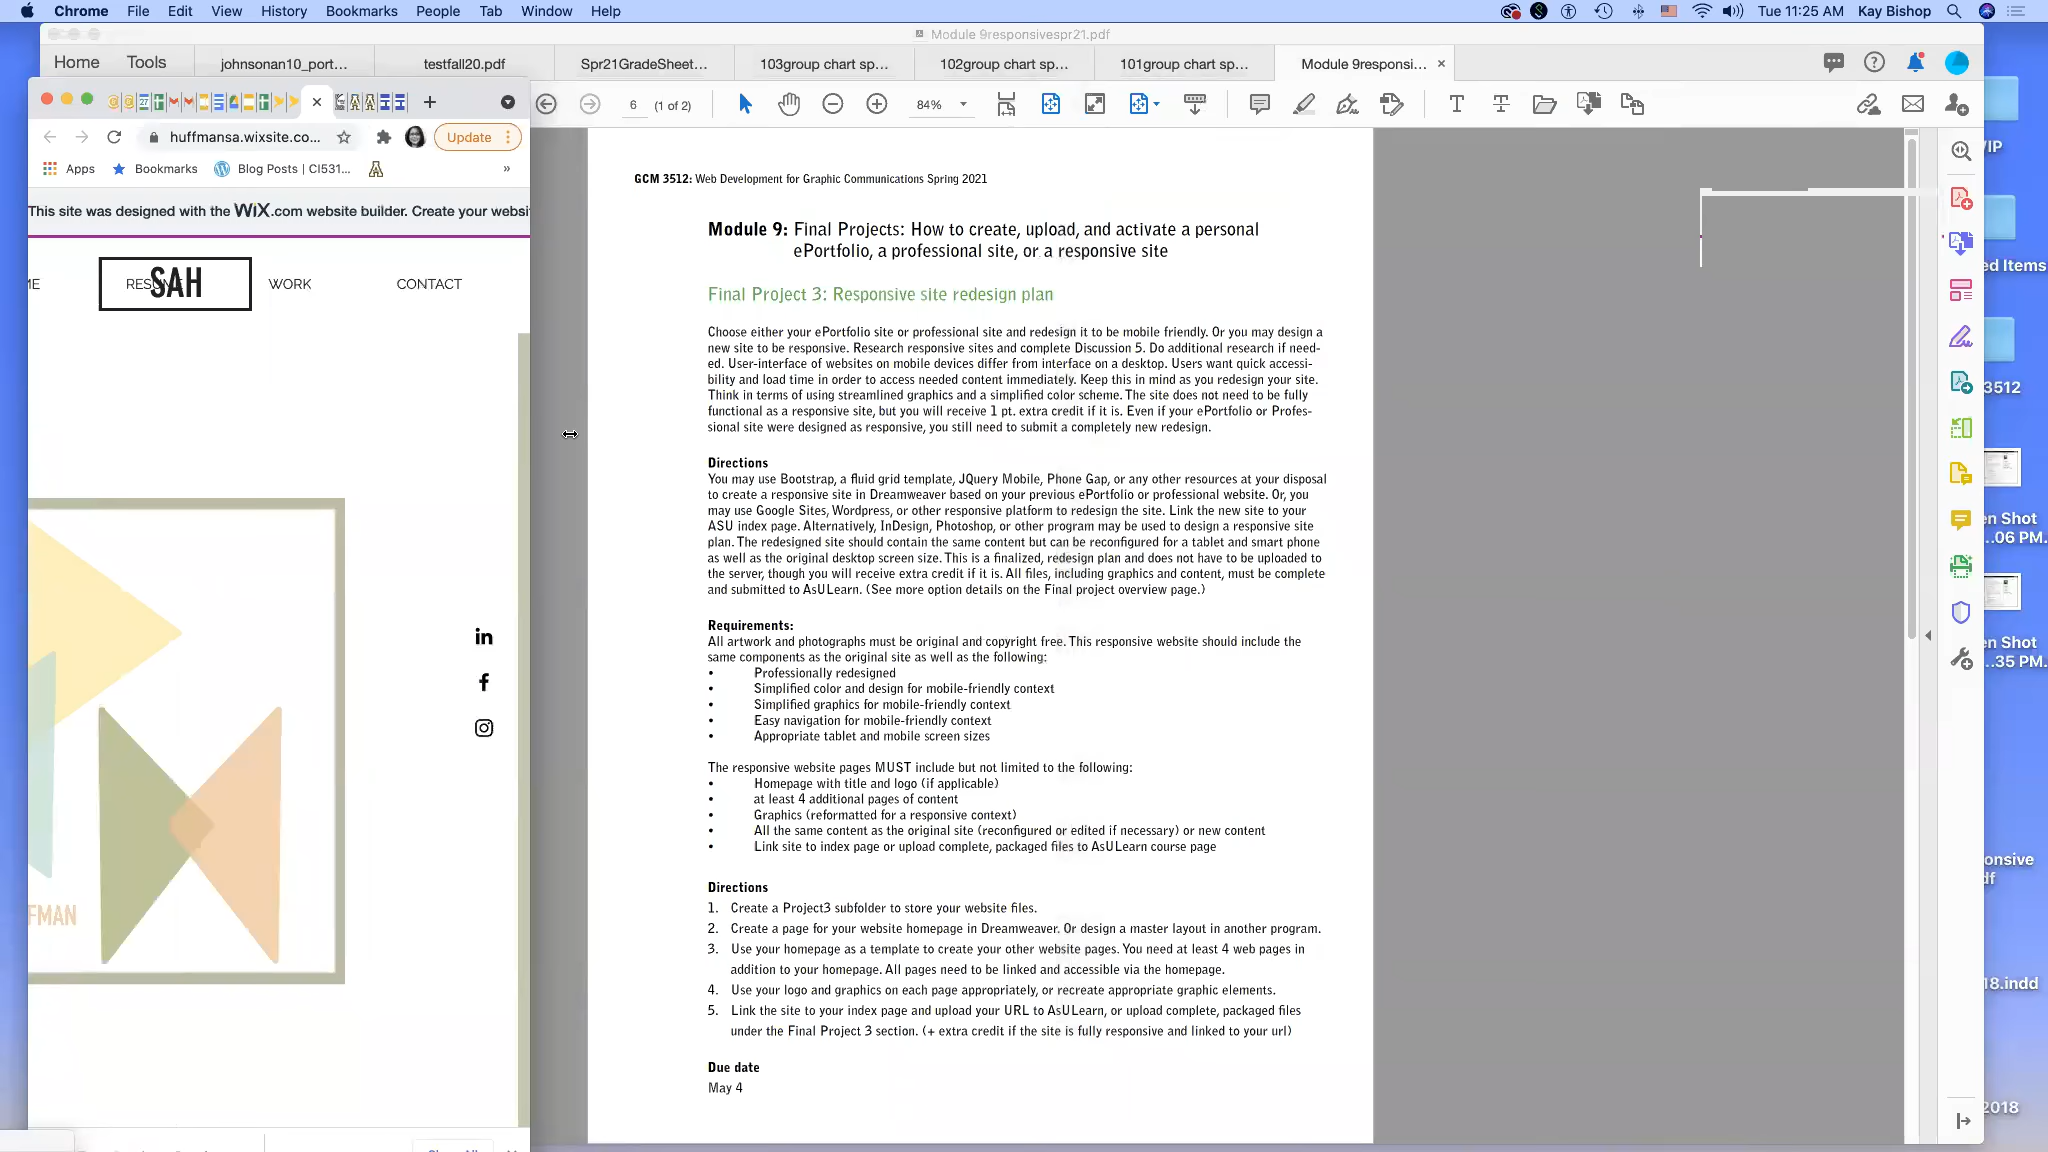 Chrome File Edit View History Bookmarks People Tab Window Help Tue 11:25 AM Kay Bishop
Module 9responsivespr21.pdf
Home Tools johnsonan10_port... testfall20.pdf Spr21GradeSheet... 103group chart sp... 102group chart sp... 101group chart sp... Module 9responsi... ×
6 (1 of 2) 84%
huffmansa.wixsite.co... Update
Apps Bookmarks Blog Posts | CI531... »
This site was designed with the WiX.com website builder. Create your websi
ME RESUME SAH WORK CONTACT
in
f
FMAN
GCM 3512: Web Development for Graphic Communications Spring 2021
Module 9: Final Projects: How to create, upload, and activate a personal
ePortfolio, a professional site, or a responsive site
Final Project 3: Responsive site redesign plan
Choose either your ePortfolio site or professional site and redesign it to be mobile friendly. Or you may design a
new site to be responsive. Research responsive sites and complete Discussion 5. Do additional research if need-
ed. User-interface of websites on mobile devices differ from interface on a desktop. Users want quick accessi-
bility and load time in order to access needed content immediately. Keep this in mind as you redesign your site.
Think in terms of using streamlined graphics and a simplified color scheme. The site does not need to be fully
functional as a responsive site, but you will receive 1 pt. extra credit if it is. Even if your ePortfolio or Profes-
sional site were designed as responsive, you still need to submit a completely new redesign.
Directions
You may use Bootstrap, a fluid grid template, JQuery Mobile, Phone Gap, or any other resources at your disposal
to create a responsive site in Dreamweaver based on your previous ePortfolio or professional website. Or, you
may use Google Sites, Wordpress, or other responsive platform to redesign the site. Link the new site to your
ASU index page. Alternatively, InDesign, Photoshop, or other program may be used to design a responsive site
plan. The redesigned site should contain the same content but can be reconfigured for a tablet and smart phone
as well as the original desktop screen size. This is a finalized, redesign plan and does not have to be uploaded to
the server, though you will receive extra credit if it is. All files, including graphics and content, must be complete
and submitted to AsULearn. (See more option details on the Final project overview page.)
Requirements:
All artwork and photographs must be original and copyright free. This responsive website should include the
same components as the original site as well as the following:
• Professionally redesigned
• Simplified color and design for mobile-friendly context
• Simplified graphics for mobile-friendly context
• Easy navigation for mobile-friendly context
• Appropriate tablet and mobile screen sizes
The responsive website pages MUST include but not limited to the following:
• Homepage with title and logo (if applicable)
• at least 4 additional pages of content
• Graphics (reformatted for a responsive context)
• All the same content as the original site (reconfigured or edited if necessary) or new content
• Link site to index page or upload complete, packaged files to AsULearn course page
Directions
1. Create a Project3 subfolder to store your website files.
2. Create a page for your website homepage in Dreamweaver. Or design a master layout in another program.
3. Use your homepage as a template to create your other website pages. You need at least 4 web pages in
addition to your homepage. All pages need to be linked and accessible via the homepage.
4. Use your logo and graphics on each page appropriately, or recreate appropriate graphic elements.
5. Link the site to your index page and upload your URL to AsULearn, or upload complete, packaged files
under the Final Project 3 section. (+ extra credit if the site is fully responsive and linked to your url)
Due date
May 4
VIP
ed Items
3512
en Shot
...06 PM.
en Shot
...35 PM.
onsive
df
18.indd
2018